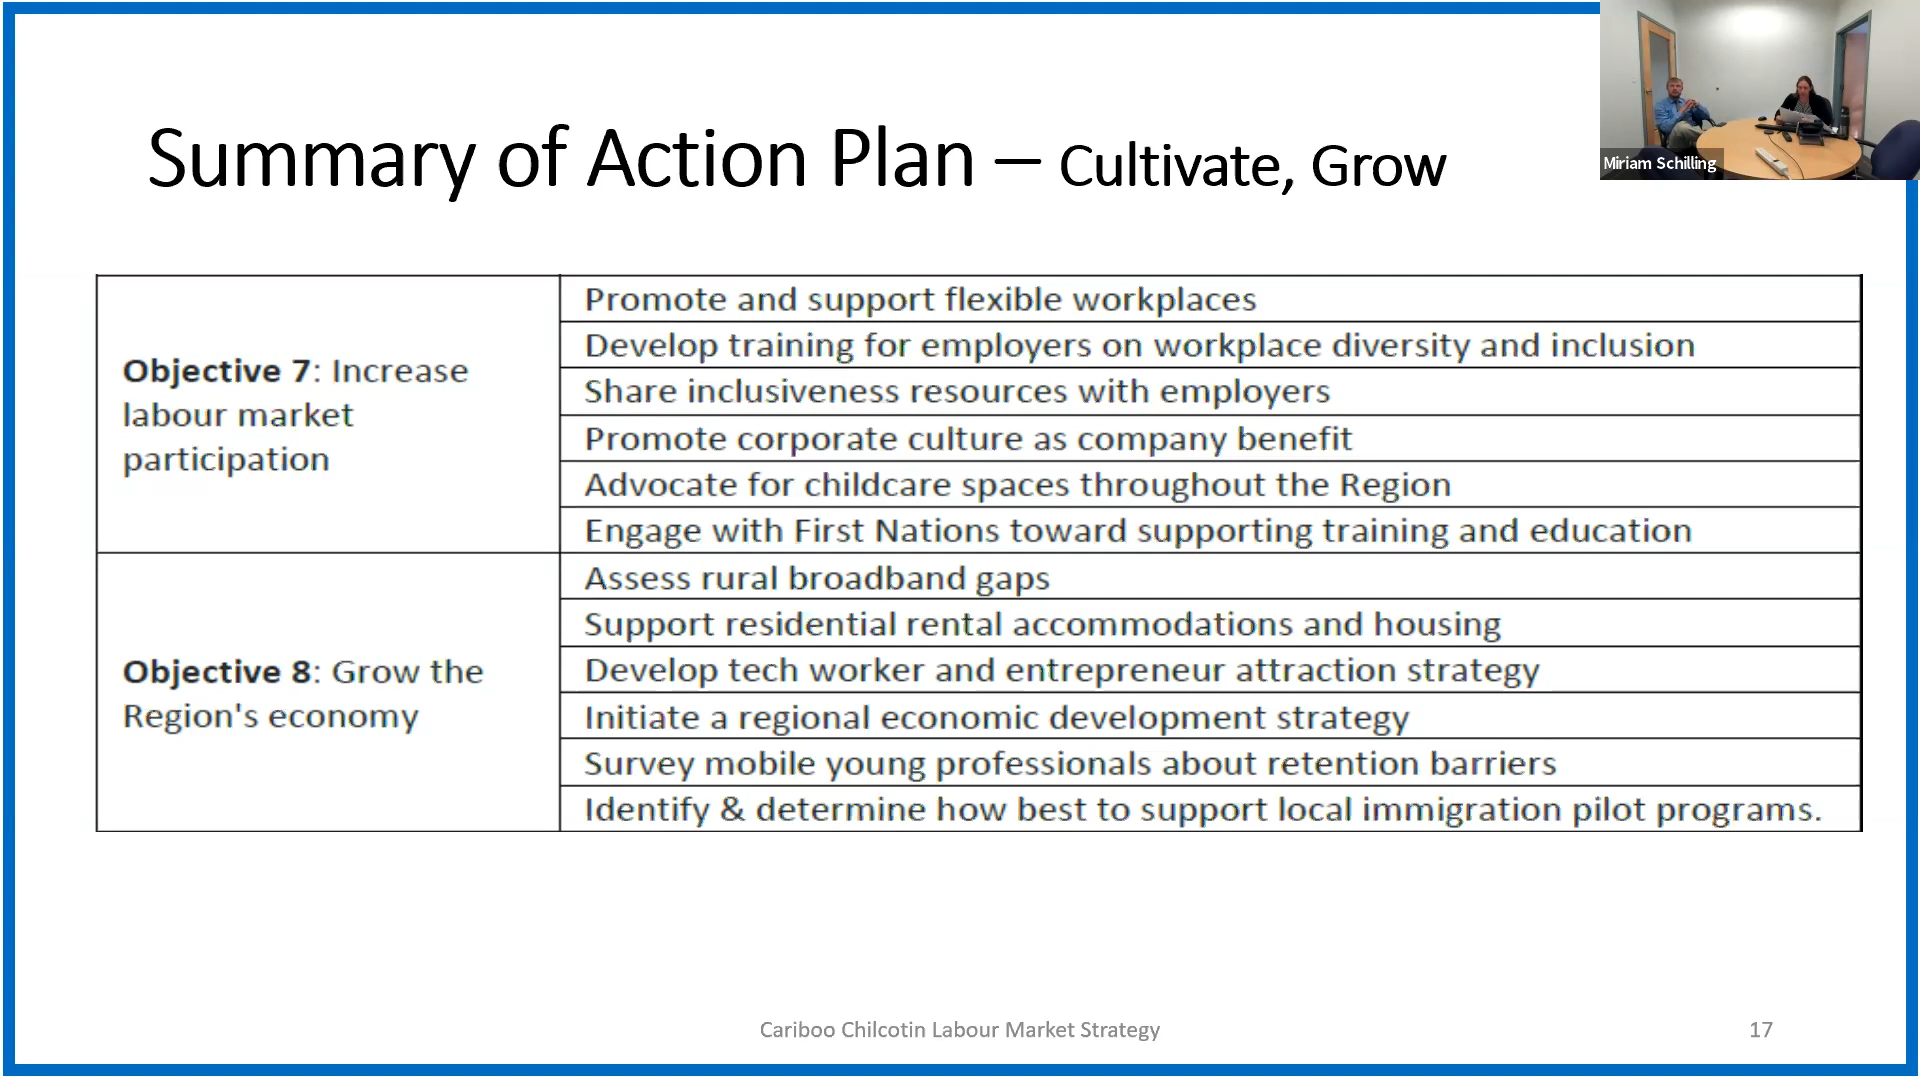 Summary of Action Plan – Cultivate, Grow
Miriam Schilling
Objective 7: Increase
labour market
participation
Promote and support flexible workplaces
Develop training for employers on workplace diversity and inclusion
Share inclusiveness resources with employers
Promote corporate culture as company benefit
Advocate for childcare spaces throughout the Region
Engage with First Nations toward supporting training and education
Objective 8: Grow the
Region's economy
Assess rural broadband gaps
Support residential rental accommodations and housing
Develop tech worker and entrepreneur attraction strategy
Initiate a regional economic development strategy
Survey mobile young professionals about retention barriers
Identify & determine how best to support local immigration pilot programs.
Cariboo Chilcotin Labour Market Strategy
17